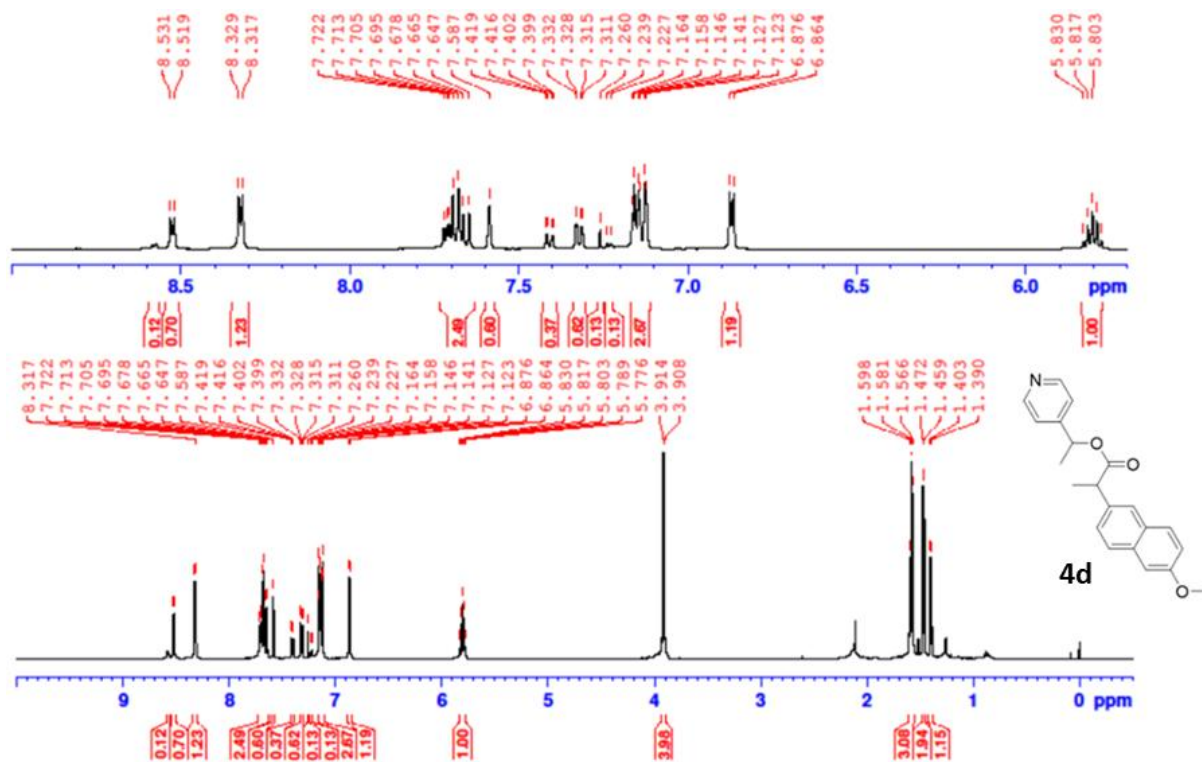 8.531 8.519 8.329 8.317 7.722 7.713 7.705 7.695 7.678 7.665 7.647 7.587 7.419 7.416 7.402 7.399 7.332 7.328 7.315 7.311 7.260 7.239 7.227 7.164 7.158 7.146 7.141 7.127 7.123 6.876 6.864 5.830 5.817 5.803
8.5 8.0 7.5 7.0 6.5 6.0 ppm
0.12 0.70 1.23 2.49 0.60 0.37 0.62 0.13 0.13 2.67 1.19 1.00
8.317 7.722 7.713 7.705 7.695 7.678 7.665 7.647 7.587 7.419 7.416 7.402 7.399 7.332 7.328 7.315 7.311 7.260 7.239 7.227 7.164 7.158 7.146 7.141 7.127 7.123 6.876 6.864 5.830 5.817 5.803 5.789 5.776 3.914 3.908 1.598 1.581 1.566 1.472 1.459 1.403 1.390
N
O
O
4d
O
9 8 7 6 5 4 3 2 1 0 ppm
0.12 0.70 1.23 2.49 0.60 0.37 0.62 0.13 0.13 2.67 1.19 1.00 3.98 3.08 1.94 1.15